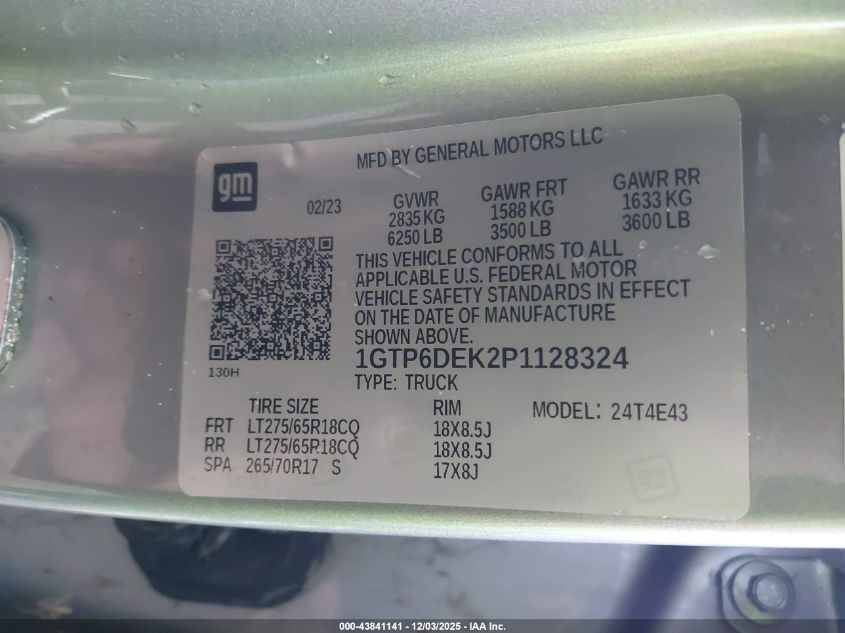 MFD BY GENERAL MOTORS LLC
gm
02/23
GVWR GAWR FRT GAWR RR
2835 KG 1588 KG 1633 KG
6250 LB 3500 LB 3600 LB
THIS VEHICLE CONFORMS TO ALL
APPLICABLE U.S. FEDERAL MOTOR
VEHICLE SAFETY STANDARDS IN EFFECT
ON THE DATE OF MANUFACTURE
SHOWN ABOVE.
130H
1GTP6DEK2P1128324
TYPE: TRUCK
TIRE SIZE RIM MODEL: 24T4E43
FRT LT275/65R18CQ 18X8.5J
RR LT275/65R18CQ 18X8.5J
SPA 265/70R17 S 17X8J
000-43841141 - 12/03/2025 - IAA Inc.